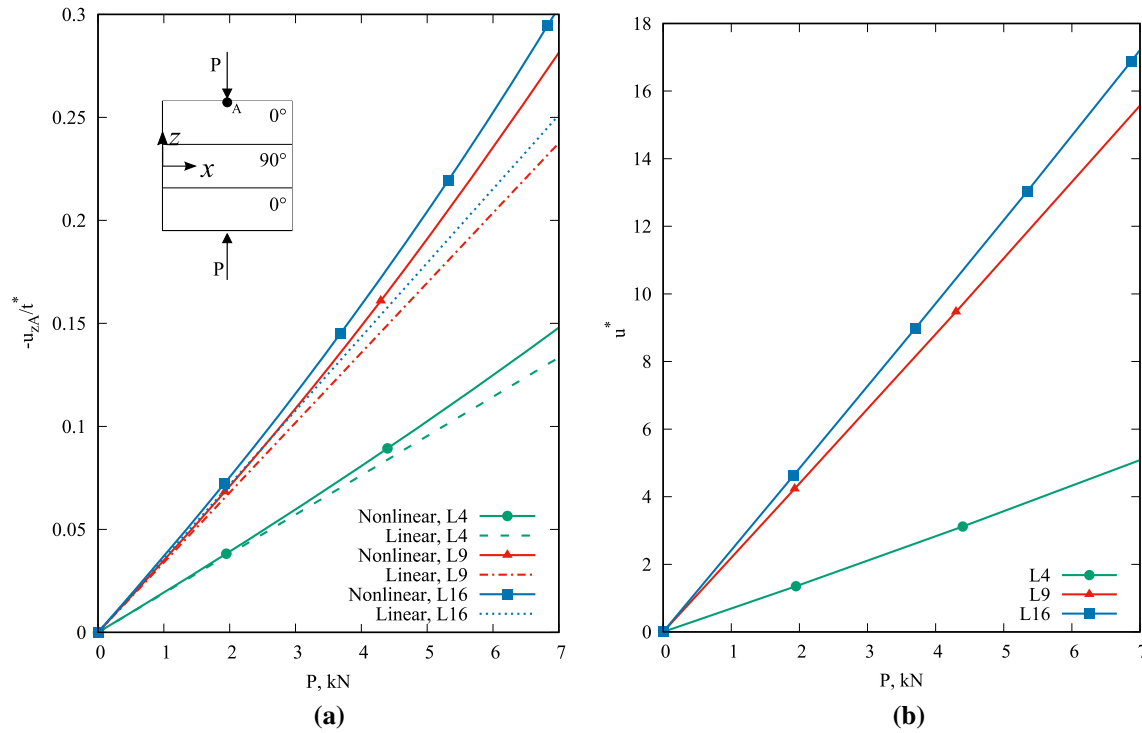 0.3
0.25
0.2
0.15
0.1
0.05
0
-u_zA/t*
P
A
0°
z
90°
x
0°
P
Nonlinear, L4
Linear, L4
Nonlinear, L9
Linear, L9
Nonlinear, L16
Linear, L16
0 1 2 3 4 5 6 7
P, kN
(a)
18
16
14
12
10
8
6
4
2
0
u*
L4
L9
L16
0 1 2 3 4 5 6 7
P, kN
(b)